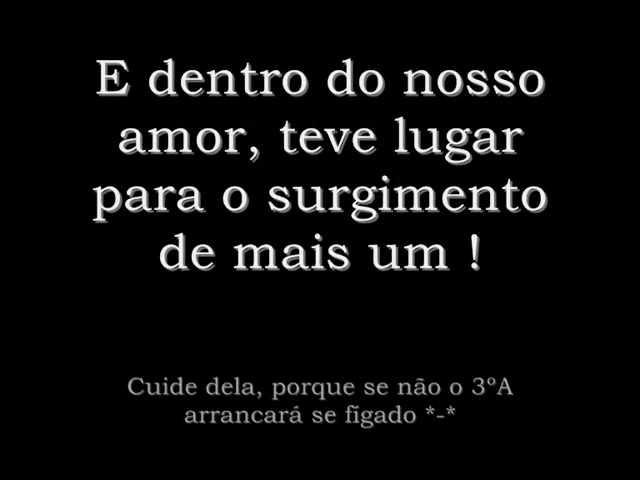 E dentro do nosso
amor, teve lugar
para o surgimento
de mais um !
Cuide dela, porque se não o 3ºA
arrancará se figado *-*